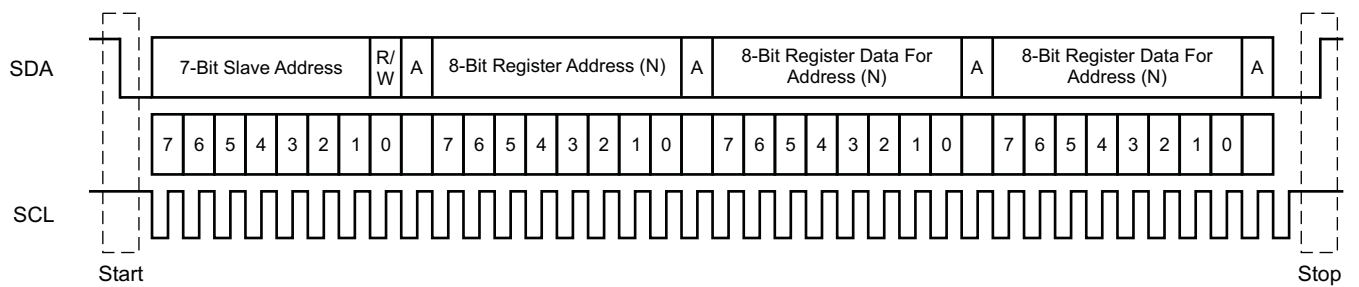 SDA
7-Bit Slave Address
R/
W
A
8-Bit Register Address (N)
A
8-Bit Register Data For
Address (N)
A
8-Bit Register Data For
Address (N)
A
7 6 5 4 3 2 1 0 7 6 5 4 3 2 1 0 7 6 5 4 3 2 1 0 7 6 5 4 3 2 1 0
SCL
Start
Stop